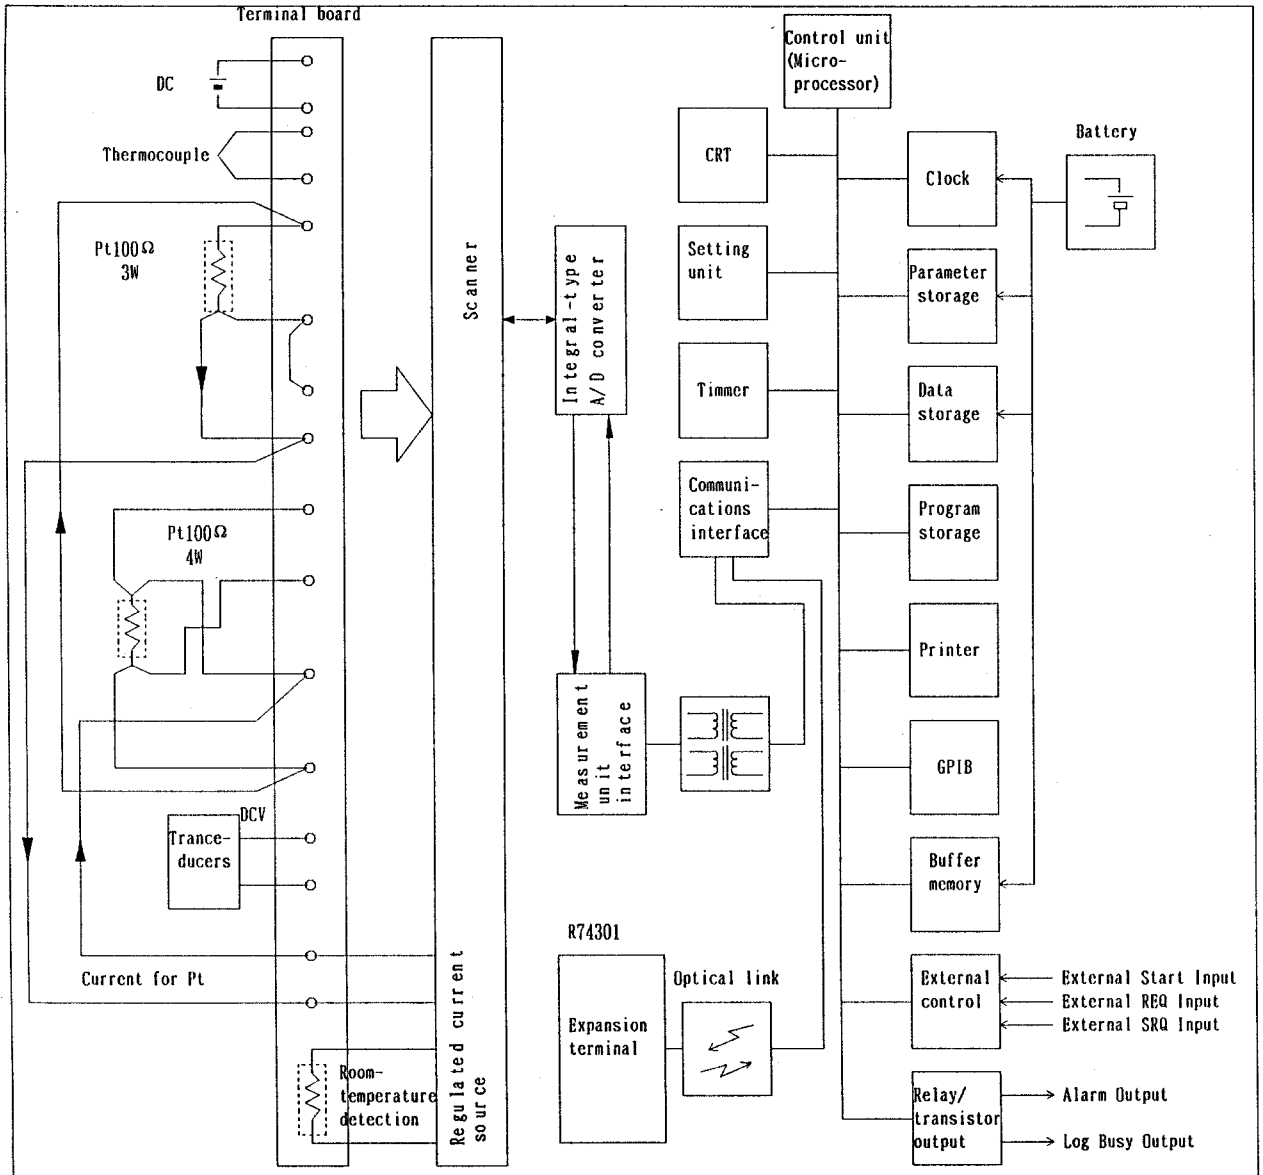 Terminal board
DC
Thermocouple
Pt100Ω
3W
Pt100Ω
4W
DCV
Trance-
ducers
Current for Pt
Room-
temperature
detection
Scanner
Regulated current
source
Integral-type
A/D converter
Measurement
unit
interface
R74301
Expansion
terminal
Optical link
Control unit
(Micro-
processor)
CRT
Setting
unit
Timmer
Communi-
cations
interface
Clock
Battery
Parameter
storage
Data
storage
Program
storage
Printer
GPIB
Buffer
memory
External
control
External Start Input
External REQ Input
External SRQ Input
Relay/
transistor
output
Alarm Output
Log Busy Output